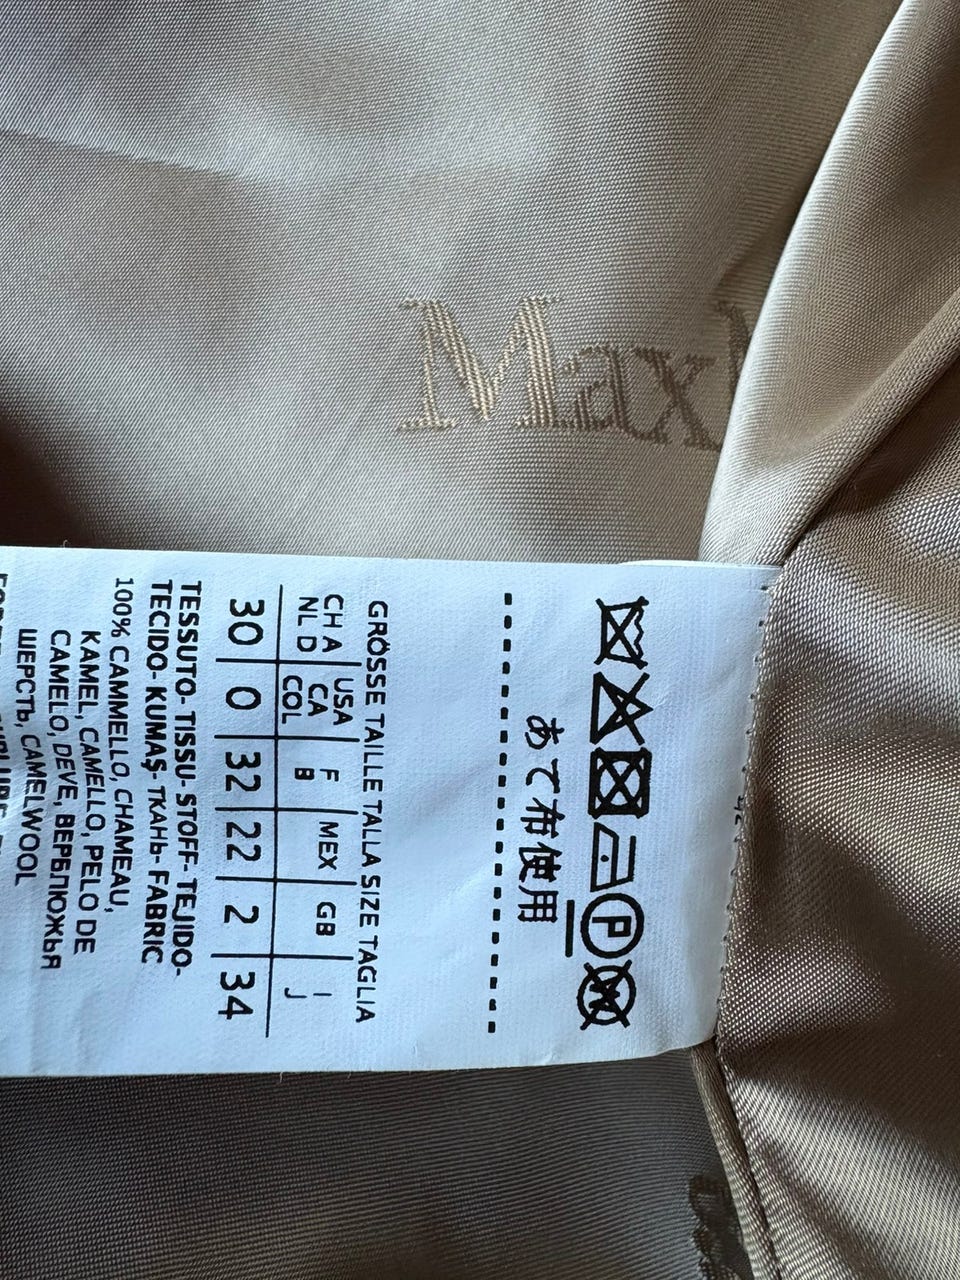 Max
あて布使用
GRÖSSE TAILLE TALLA SIZE TAGLIA
CH A USA F MEX GB I
NL D CA B J
COL
30 0 32 22 2 34
TESSUTO- TISSU- STOFF- TEJIDO-
TECIDO- KUMAŞ- ТКАНЬ- FABRIC
100% CAMMELLO, CHAMEAU,
KAMEL, CAMELLO, PELO DE
CAMELO, DEVE, ВЕРБЛЮЖЬЯ
ШЕРСТЬ, CAMELWOOL